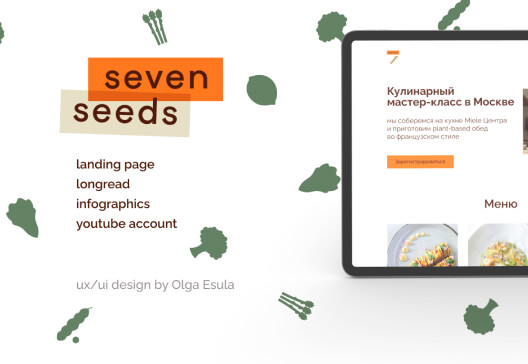 seven
seeds
landing page
longread
infographics
youtube account
ux/ui design by Olga Esula
7
Кулинарный
мастер-класс в Москве
мы соберемся на кухне Miele Центра
и приготовим plant-based обед
во французском стиле
Зарегистрироваться
Меню